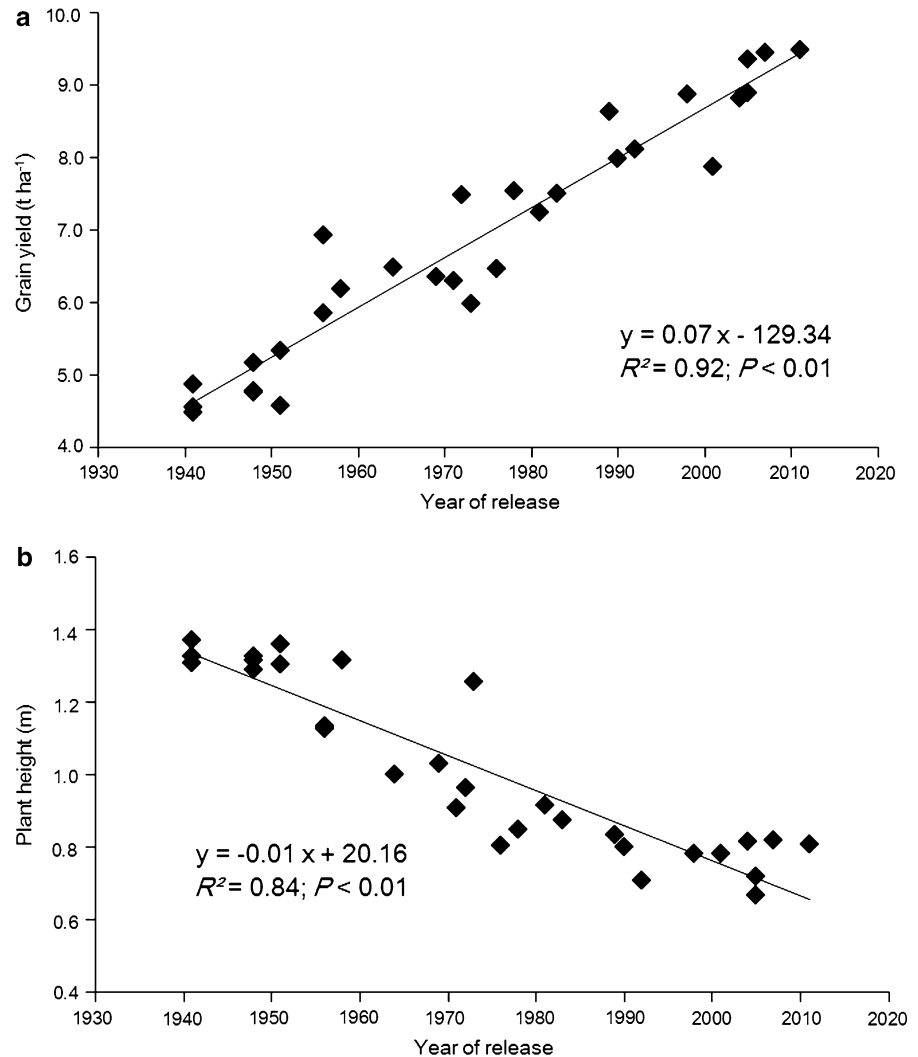 a
10.0
9.0
8.0
7.0
6.0
5.0
4.0
Grain yield (t ha⁻¹)
y = 0.07 x - 129.34
R² = 0.92; P < 0.01
1930 1940 1950 1960 1970 1980 1990 2000 2010 2020
Year of release
b
1.6
1.4
1.2
1.0
0.8
0.6
0.4
Plant height (m)
y = -0.01 x + 20.16
R² = 0.84; P < 0.01
1930 1940 1950 1960 1970 1980 1990 2000 2010 2020
Year of release